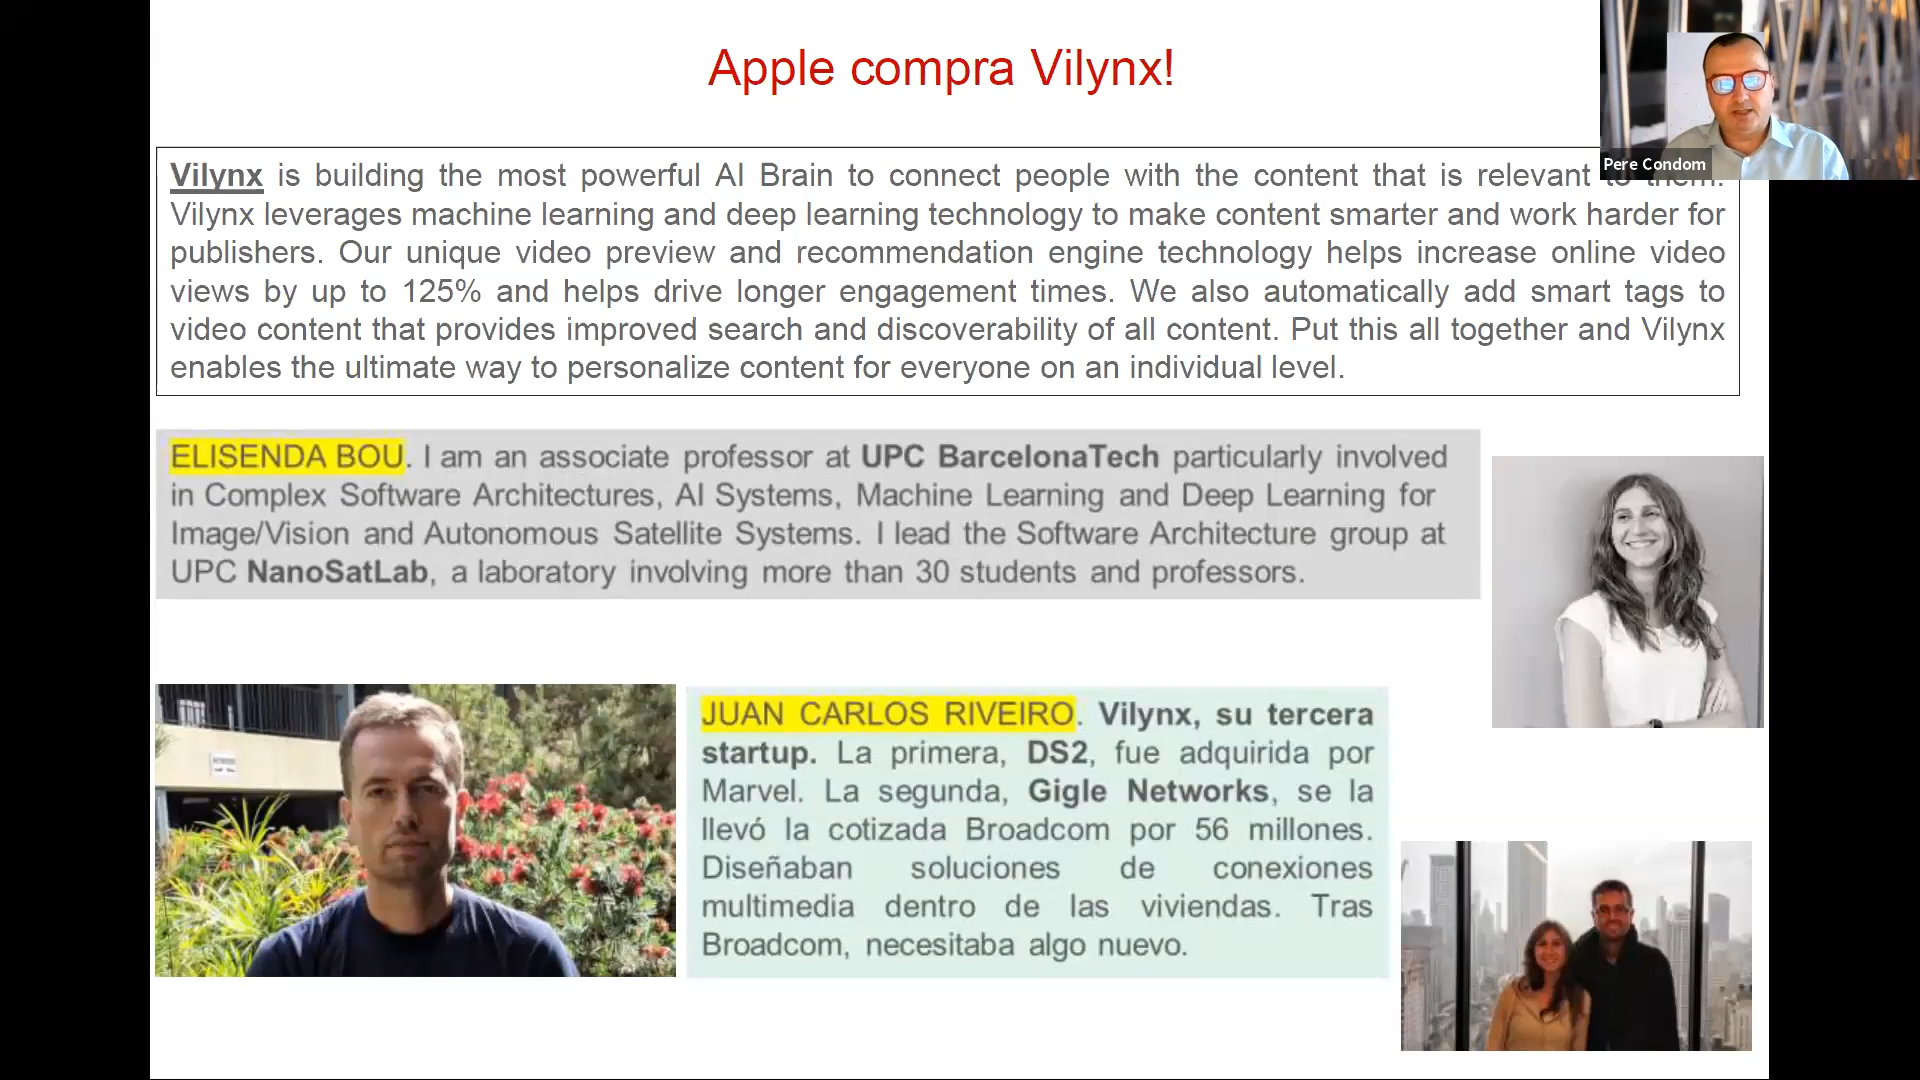 Apple compra Vilynx!
Pere Condom
Vilynx is building the most powerful AI Brain to connect people with the content that is relevant to them.
Vilynx leverages machine learning and deep learning technology to make content smarter and work harder for
publishers. Our unique video preview and recommendation engine technology helps increase online video
views by up to 125% and helps drive longer engagement times. We also automatically add smart tags to
video content that provides improved search and discoverability of all content. Put this all together and Vilynx
enables the ultimate way to personalize content for everyone on an individual level.
ELISENDA BOU. I am an associate professor at UPC BarcelonaTech particularly involved
in Complex Software Architectures, AI Systems, Machine Learning and Deep Learning for
Image/Vision and Autonomous Satellite Systems. I lead the Software Architecture group at
UPC NanoSatLab, a laboratory involving more than 30 students and professors.
JUAN CARLOS RIVEIRO. Vilynx, su tercera
startup. La primera, DS2, fue adquirida por
Marvel. La segunda, Gigle Networks, se la
llevó la cotizada Broadcom por 56 millones.
Diseñaban soluciones de conexiones
multimedia dentro de las viviendas. Tras
Broadcom, necesitaba algo nuevo.